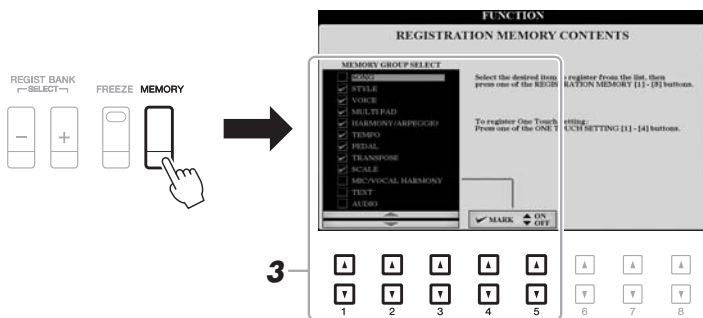 FUNCTION
REGISTRATION MEMORY CONTENTS
REGIST BANK
SELECT
FREEZE
MEMORY
MEMORY GROUP SELECT
SONG
STYLE
VOICE
MULTI PAD
HARMONY/ARPEGGIO
TEMPO
PEDAL
TRANSPOSE
SCALE
MIC/VOCAL HARMONY
TEXT
AUDIO
Select the desired item to register from the list, then
press one of the REGISTRATION MEMORY [1] - [8] buttons.
To register One Touch Setting:
Press one of the ONE TOUCH SETTING [1] - [4] buttons.
MARK
ON
OFF
3
1 2 3 4 5 6 7 8